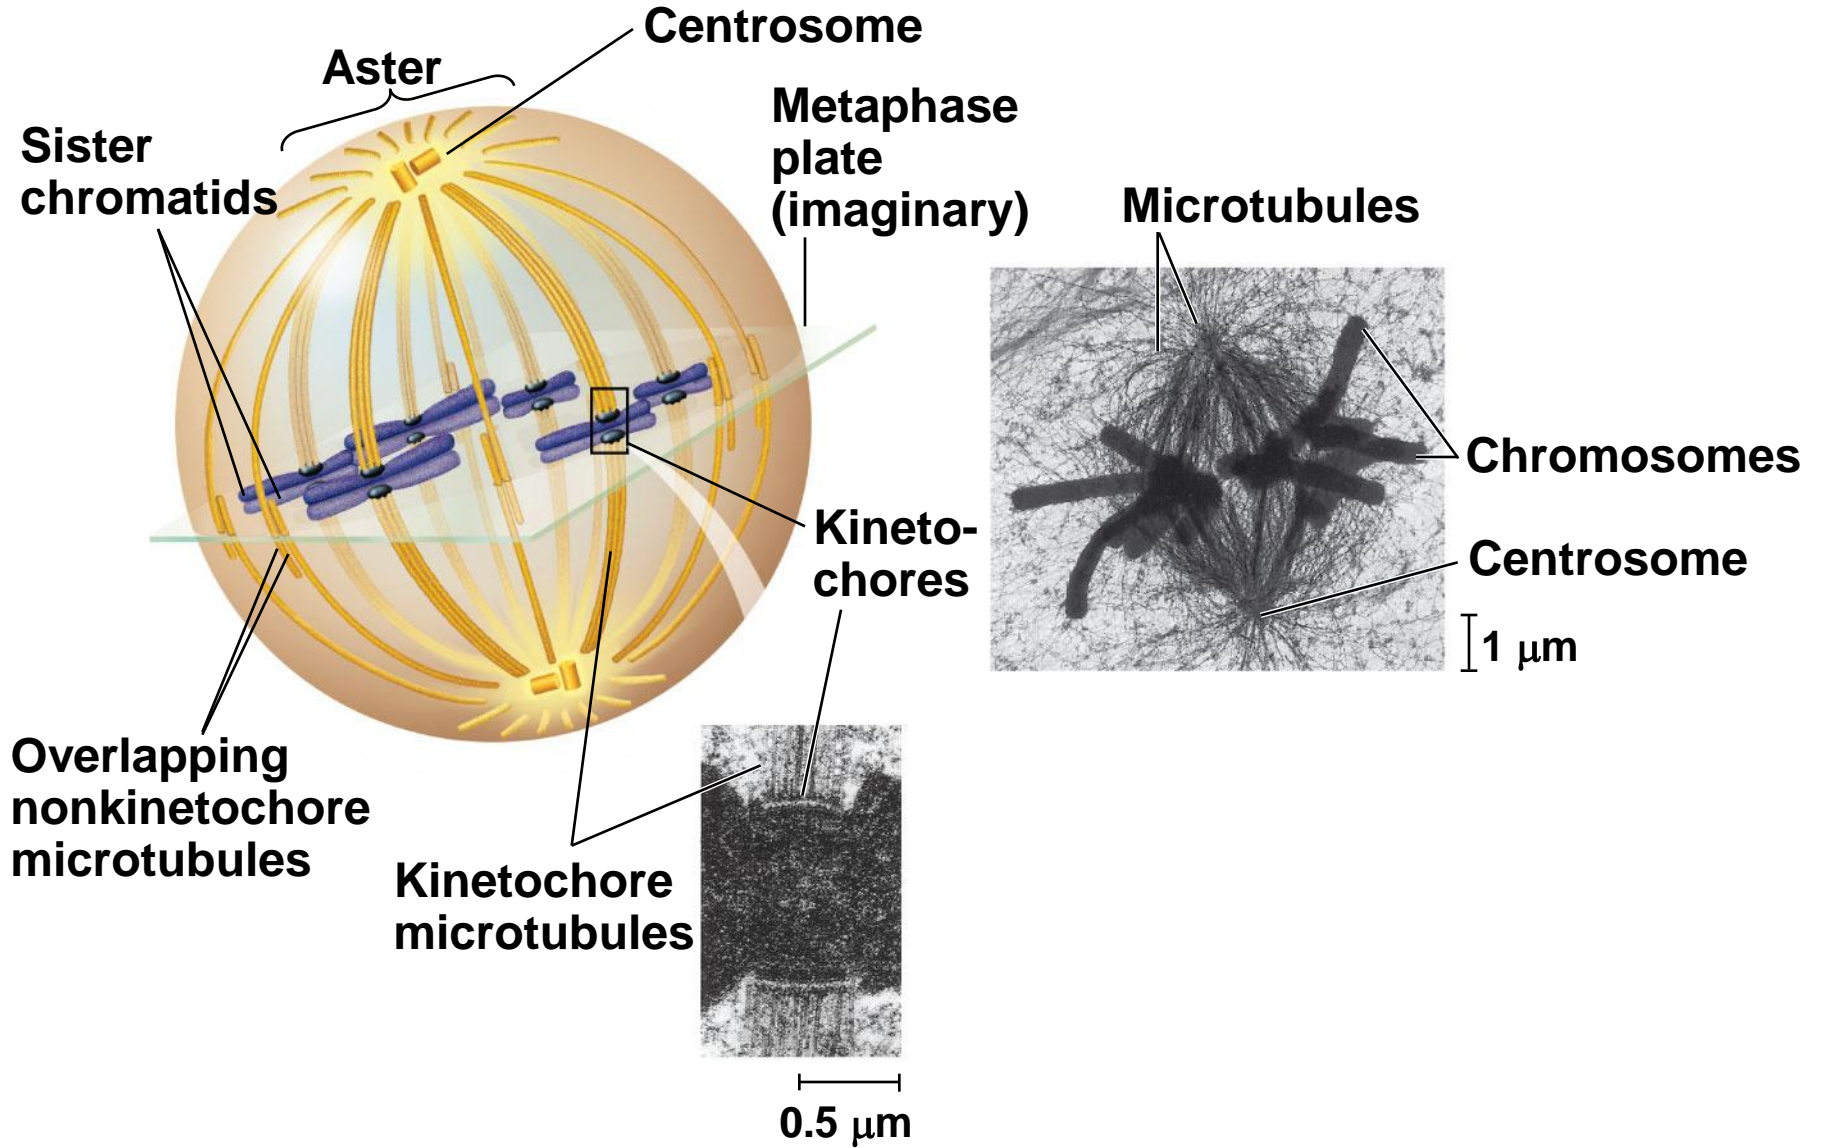 Centrosome
Aster
Metaphase
plate
(imaginary)
Sister
chromatids
Microtubules
Chromosomes
Kineto-
chores
Centrosome
1 μm
Overlapping
nonkinetochore
microtubules
Kinetochore
microtubules
0.5 μm